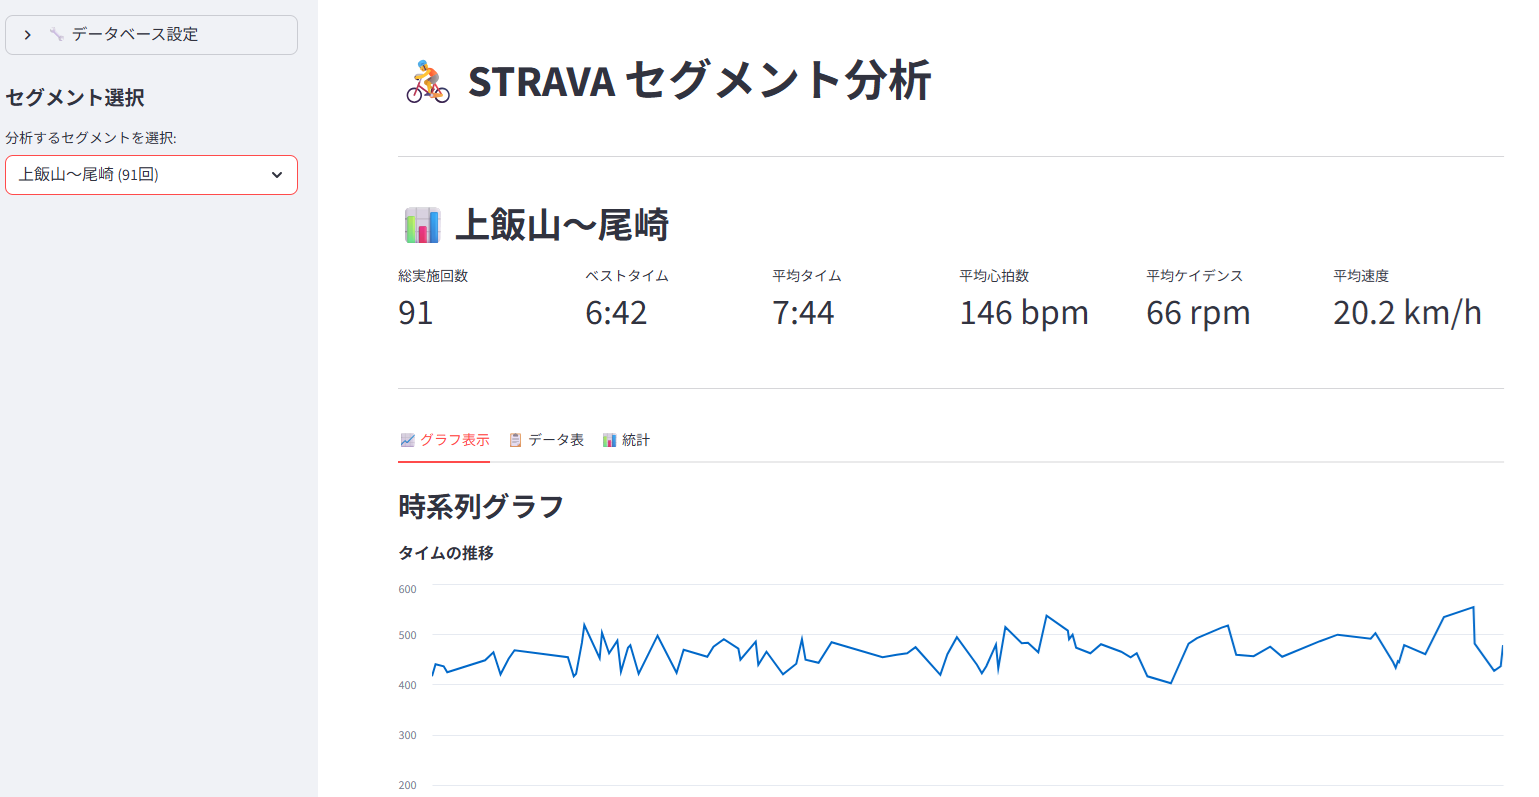 データベース設定
セグメント選択
分析するセグメントを選択:
上飯山～尾崎 (91回)
STRAVA セグメント分析
上飯山～尾崎
総実施回数
91
ベストタイム
6:42
平均タイム
7:44
平均心拍数
146 bpm
平均ケイデンス
66 rpm
平均速度
20.2 km/h
グラフ表示 データ表 統計
時系列グラフ
タイムの推移
600
500
400
300
200